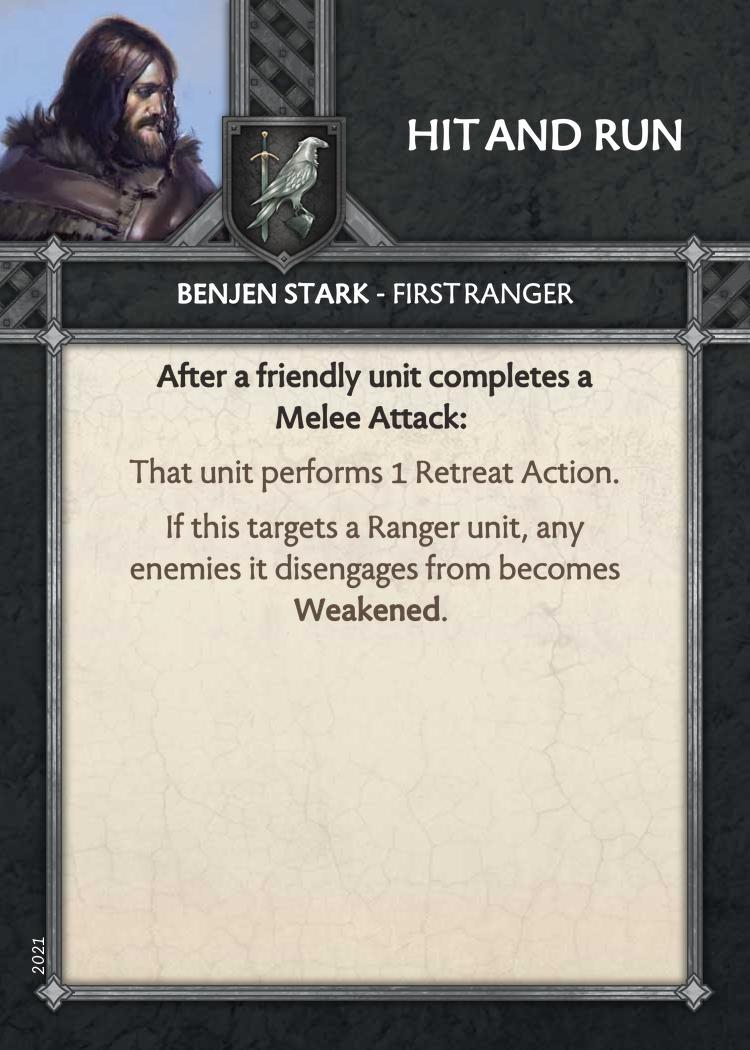 HIT AND RUN
BENJEN STARK - FIRST RANGER
After a friendly unit completes a
Melee Attack:
That unit performs 1 Retreat Action.
If this targets a Ranger unit, any
enemies it disengages from becomes
Weakened.
2021